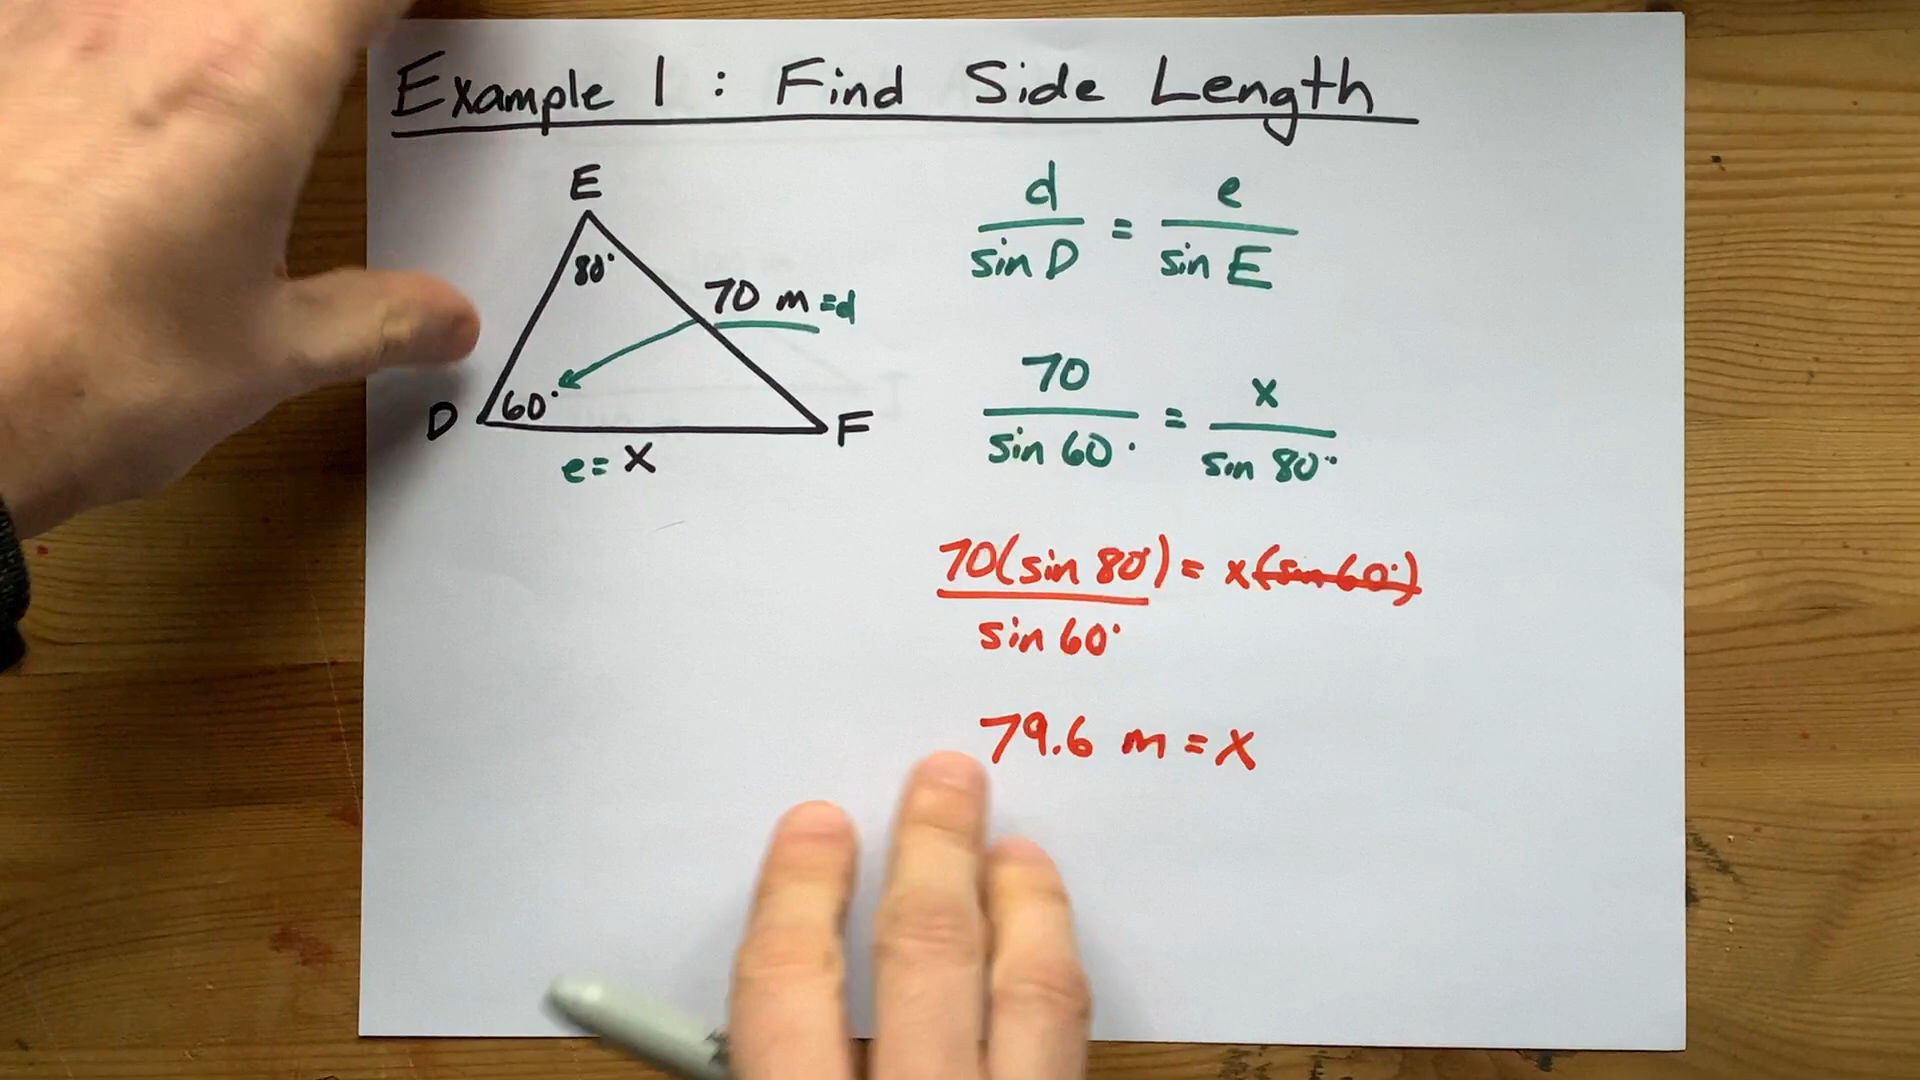 Example 1 : Find Side Length
E
80°
70 m =d
D
60°
F
e= x
d = e
sin D sin E
70 = x
sin 60° sin 80°
70(sin 80°) = x(sin 60°)
sin 60°
79.6 m = x